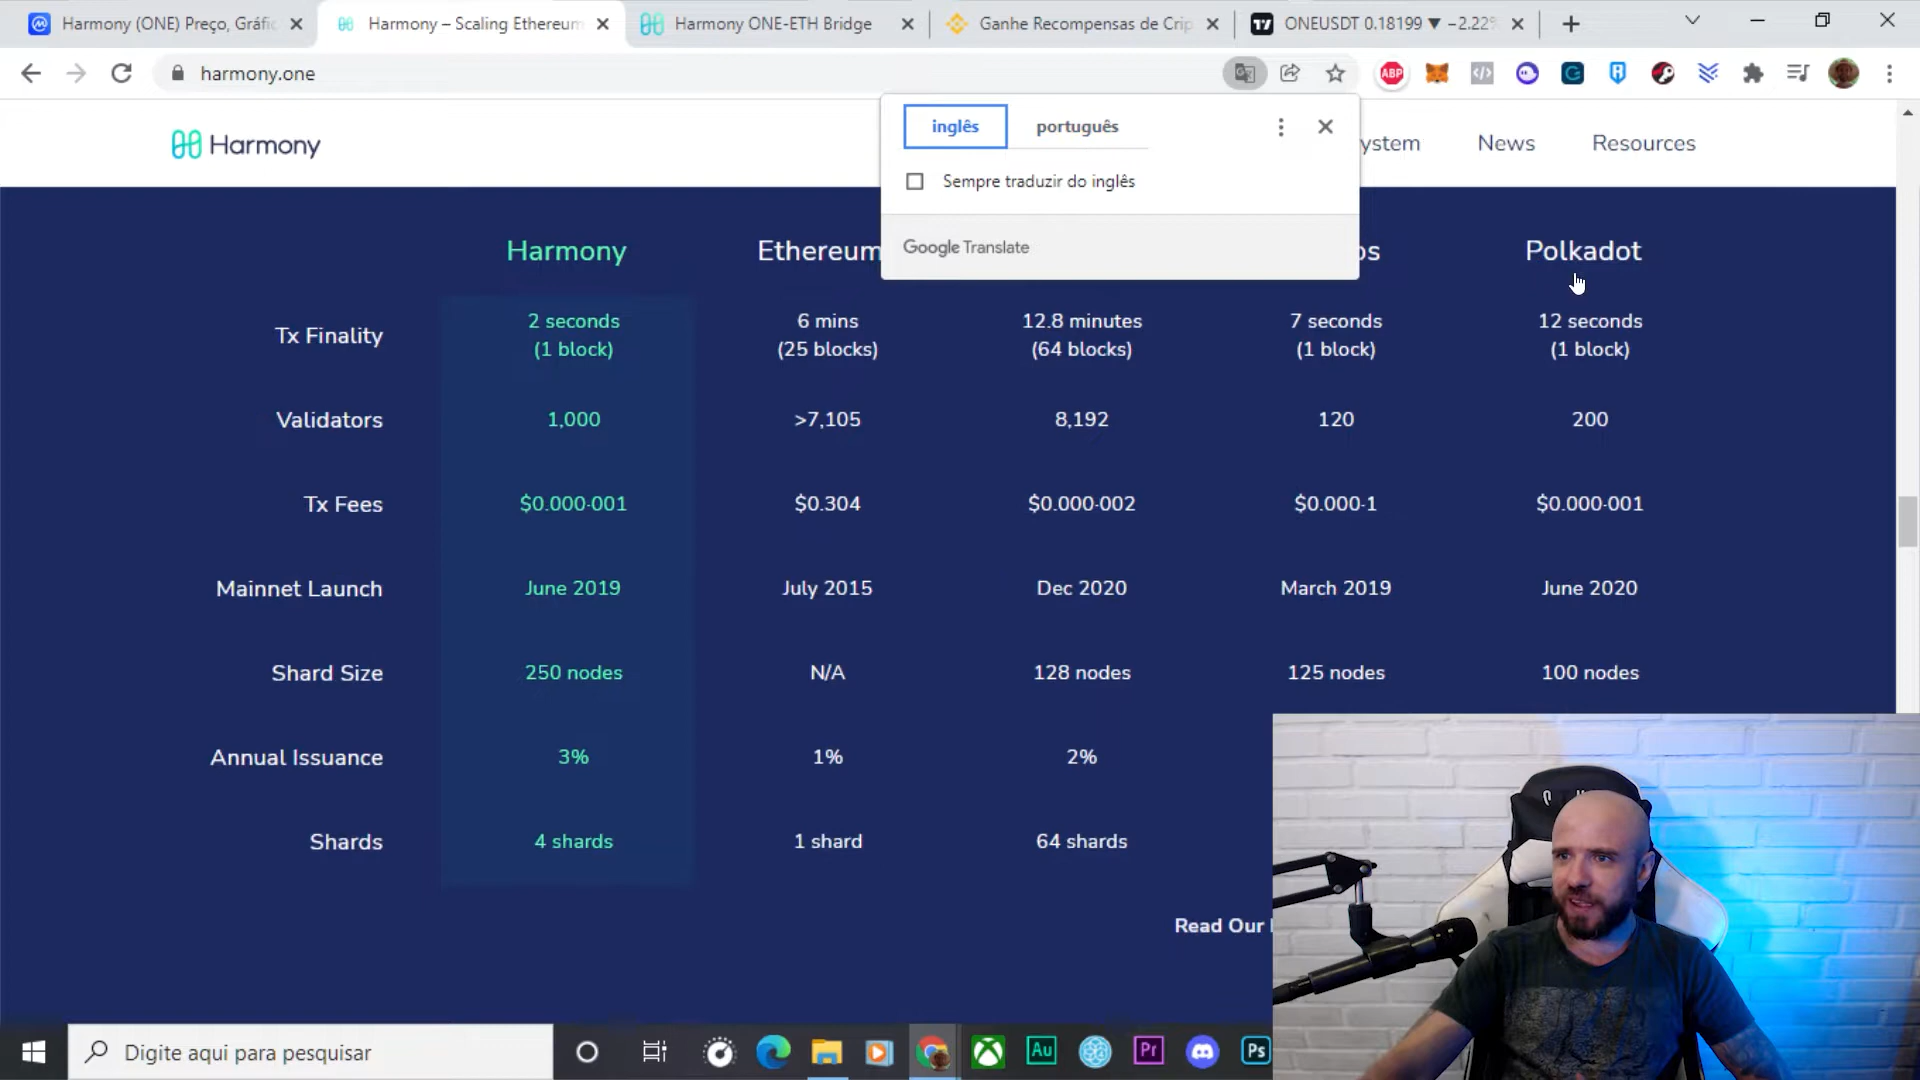 Harmony (ONE) Preço, Gráfic
Harmony – Scaling Ethereum
Harmony ONE-ETH Bridge
Ganhe Recompensas de Crip
ONEUSDT 0.18199 ▼ −2.22%
harmony.one
ABP
inglês português
Sempre traduzir do inglês
Google Translate
Harmony
ystem News Resources
Harmony Ethereum os Polkadot
Tx Finality 2 seconds (1 block) 6 mins (25 blocks) 12.8 minutes (64 blocks) 7 seconds (1 block) 12 seconds (1 block)
Validators 1,000 >7,105 8,192 120 200
Tx Fees $0.000-001 $0.304 $0.000-002 $0.000-1 $0.000-001
Mainnet Launch June 2019 July 2015 Dec 2020 March 2019 June 2020
Shard Size 250 nodes N/A 128 nodes 125 nodes 100 nodes
Annual Issuance 3% 1% 2%
Shards 4 shards 1 shard 64 shards
Read Our
Digite aqui para pesquisar
Au
Pr
Ps